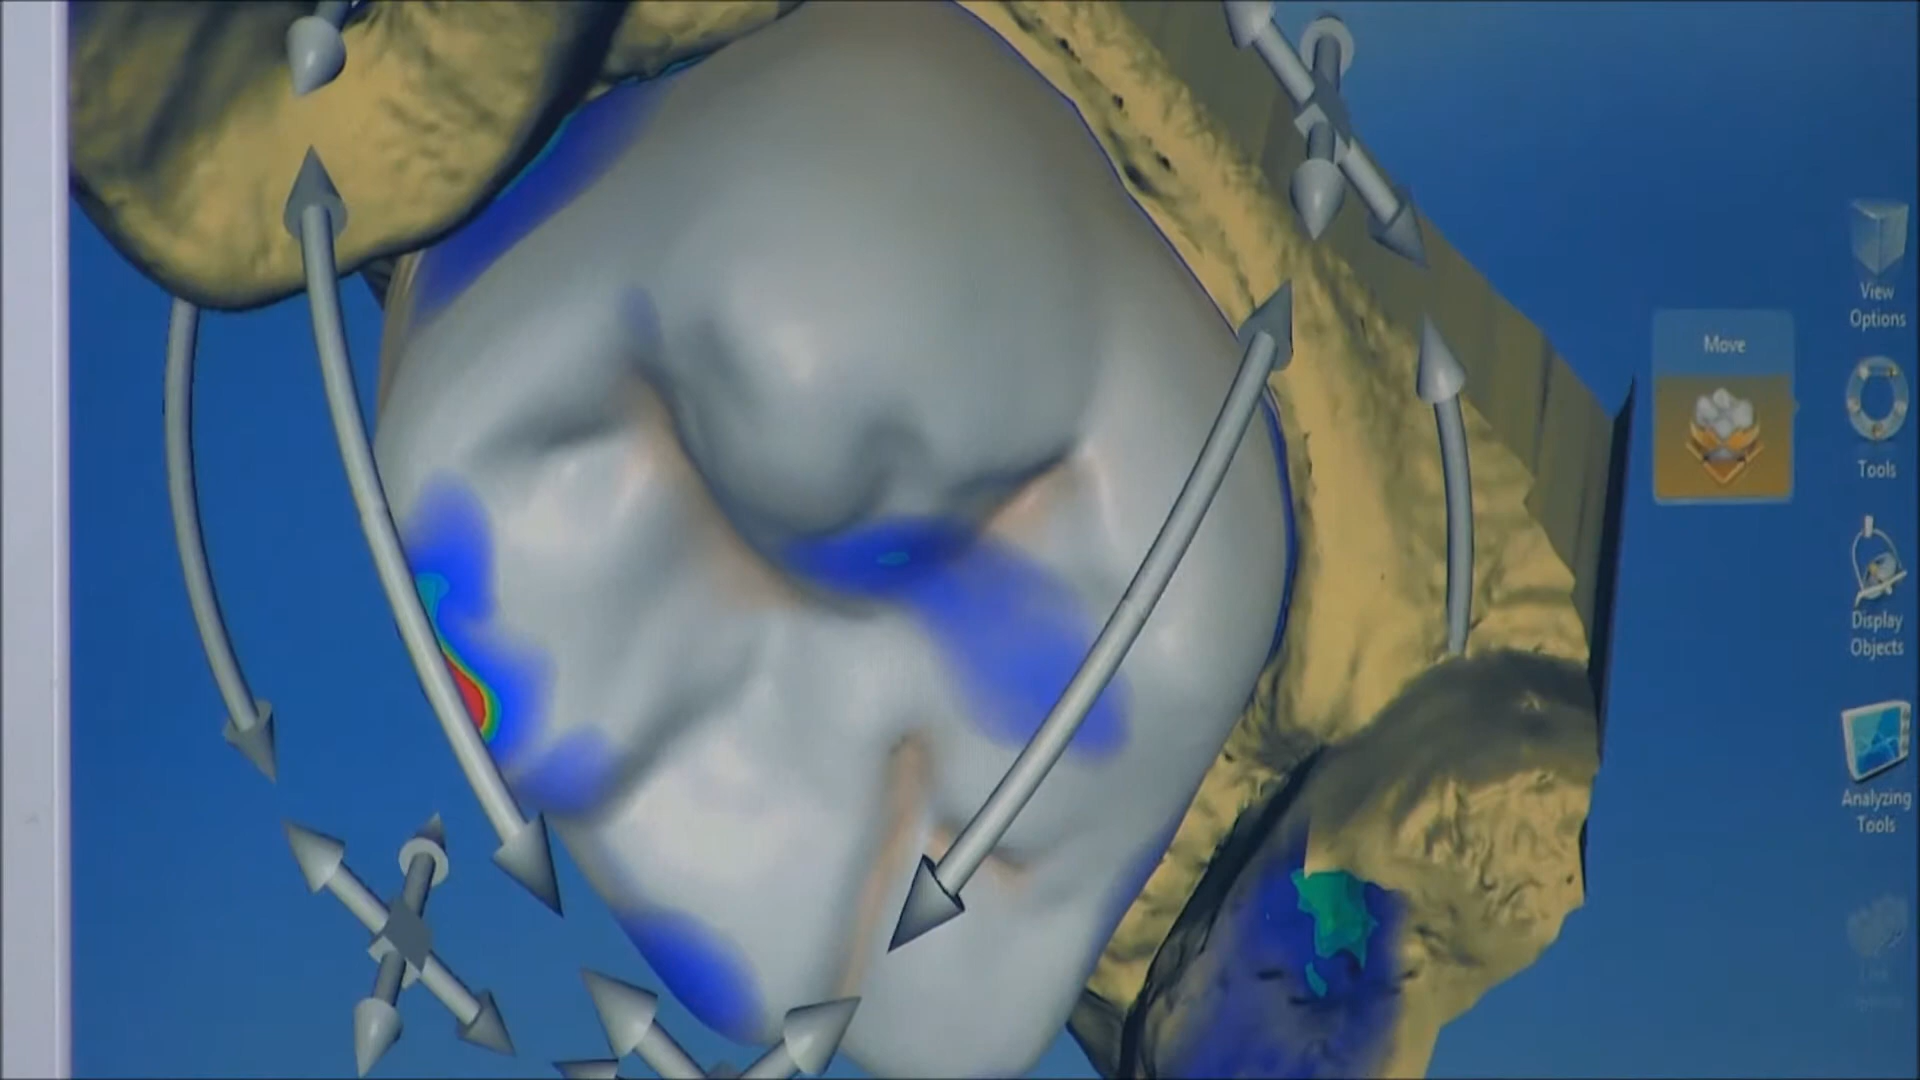 Move
View
Options
Tools
Display
Objects
Analyzing
Tools